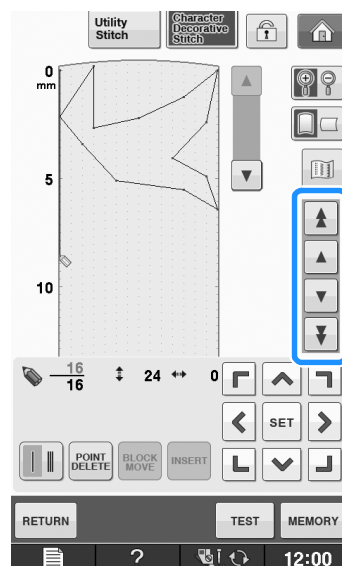 Utility
Stitch
Character
Decorative
Stitch
0
mm
5
10
16
16
24
0
SET
POINT
DELETE
BLOCK
MOVE
INSERT
RETURN
TEST
MEMORY
?
12:00